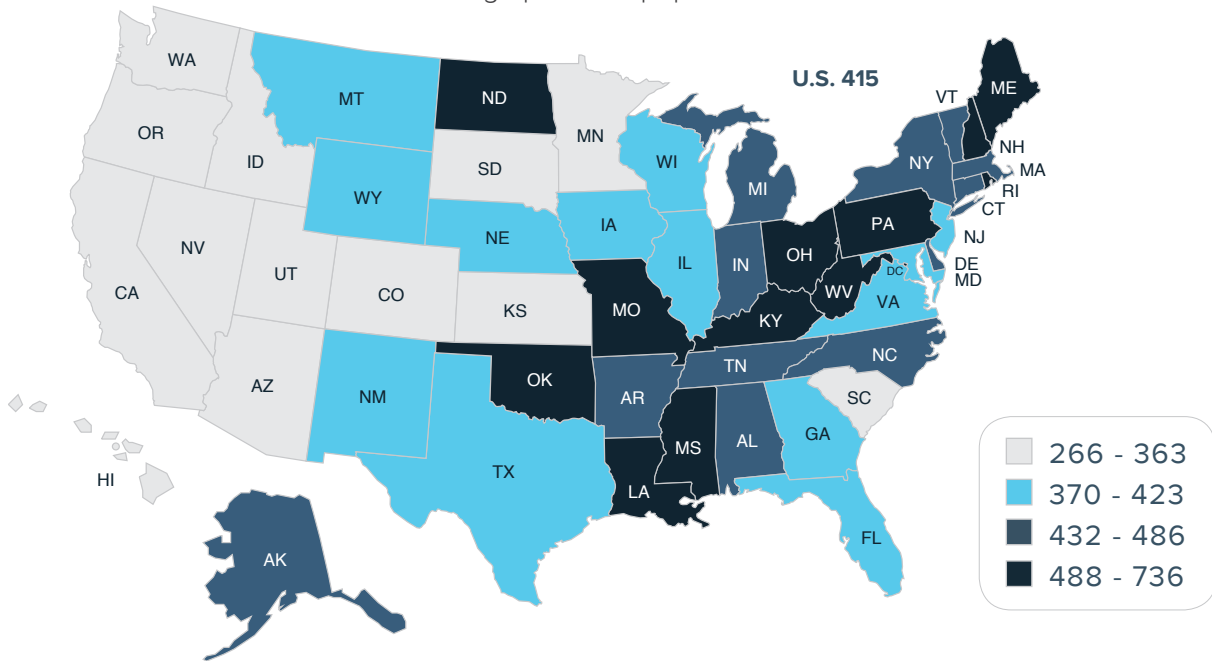 U.S. 415
WA
MT
ND
MN
ME
VT
NH
OR
ID
SD
WI
NY
MA
RI
CT
WY
MI
IA
NE
PA
NJ
NV
UT
CO
IL
IN
OH
DE
MD
DC
CA
KS
MO
WV
VA
KY
NC
TN
AZ
NM
OK
AR
SC
MS
AL
GA
TX
LA
HI
FL
AK
266 - 363
370 - 423
432 - 486
488 - 736